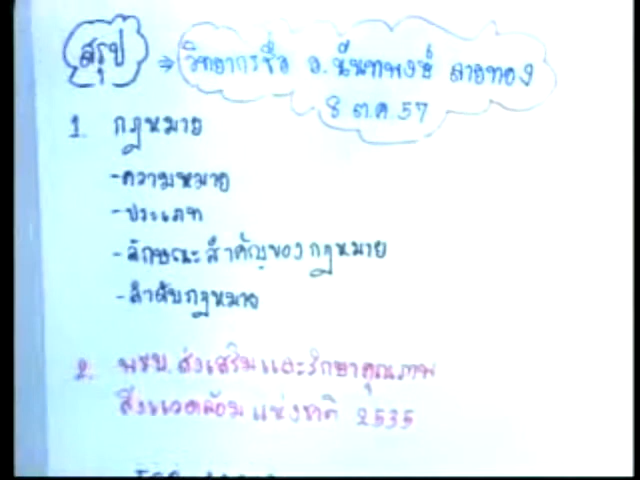 สรุป ⇒ วิทยากรชื่อ อ.นันทพงษ์ สายทอง
8 ต.ค. 57
1. กฎหมาย
- ความหมาย
- ประเภท
- ลักษณะสำคัญของกฎหมาย
- ลำดับกฎหมาย
2. พรบ. ส่งเสริมและรักษาคุณภาพ
สิ่งแวดล้อมแห่งชาติ 2535